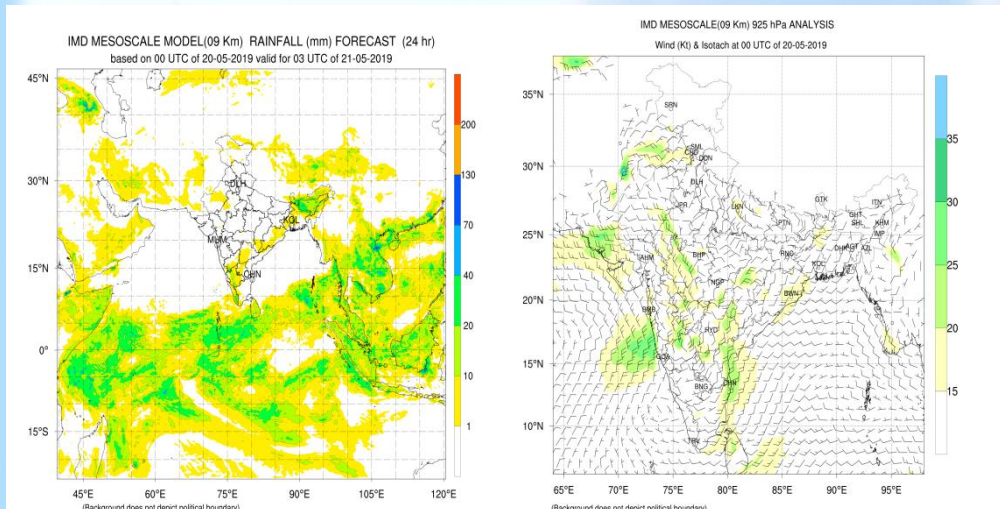 IMD MESOSCALE MODEL(09 Km) RAINFALL (mm) FORECAST (24 hr)
based on 00 UTC of 20-05-2019 valid for 03 UTC of 21-05-2019
45°N
30°N
15°N
0°
15°S
45°E
60°E
75°E
90°E
105°E
120°E
DLH
KOL
MUM
CHN
200
130
70
40
20
10
1
(Background does not depict political boundary)
IMD MESOSCALE(09 Km) 925 hPa ANALYSIS
Wind (Kt) & Isotach at 00 UTC of 20-05-2019
35°N
30°N
25°N
20°N
15°N
10°N
65°E
70°E
75°E
80°E
85°E
90°E
95°E
SRN
SML
CHD
DDN
DLH
JPR
LKN
PTN
GTK
ITN
GHT
SHL
KHM
IMP
AGT
AZL
DHK
RNC
KOL
AHM
BHP
NGP
BWN
BMB
HYD
GOA
BNG
CHN
TRV
35
30
25
20
15
(Background does not depict political boundary)